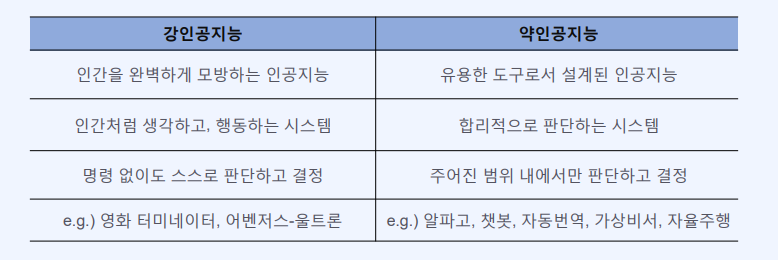 강인공지능 약인공지능
인간을 완벽하게 모방하는 인공지능 유용한 도구로서 설계된 인공지능
인간처럼 생각하고, 행동하는 시스템 합리적으로 판단하는 시스템
명령 없이도 스스로 판단하고 결정 주어진 범위 내에서만 판단하고 결정
e.g.) 영화 터미네이터, 어벤저스-울트론 e.g.) 알파고, 챗봇, 자동번역, 가상비서, 자율주행